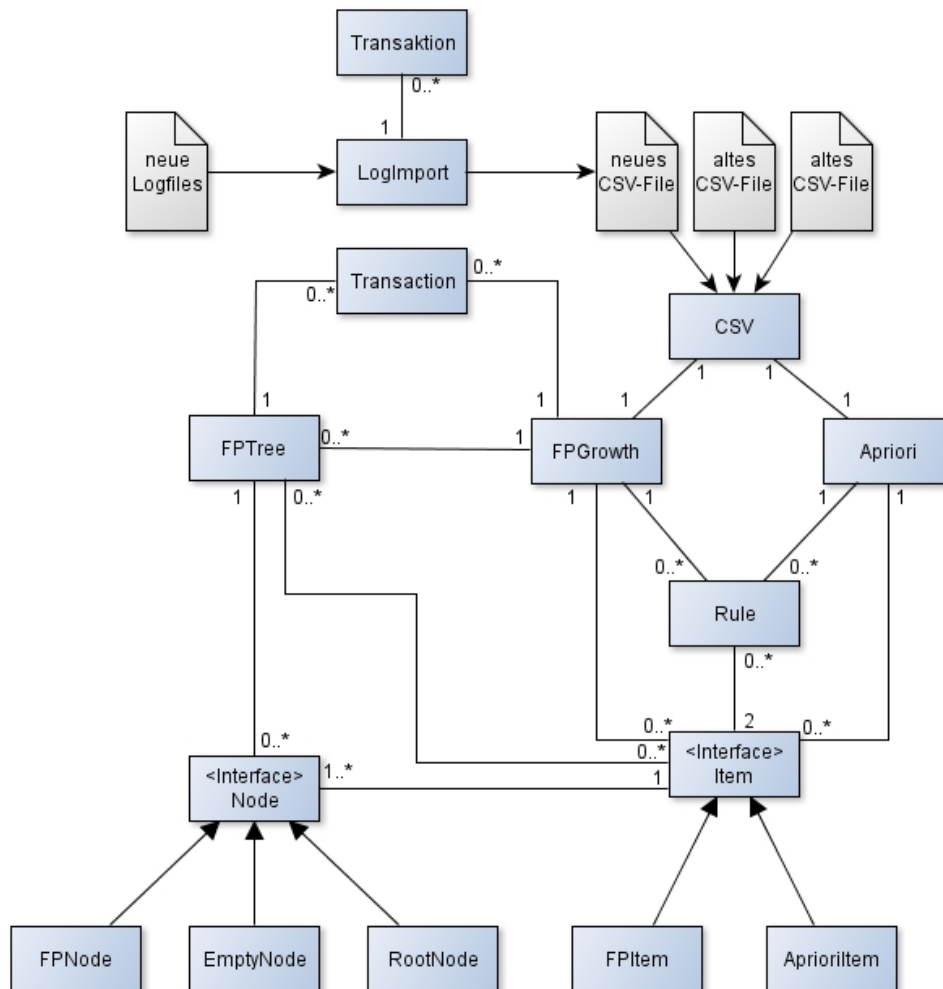 Transaktion
0..*
1
neue
Logfiles
LogImport
neues
CSV-File
altes
CSV-File
altes
CSV-File
Transaction
0..*
0..*
CSV
1
1
1
1
1
1
FPTree
0..*
1
FPGrowth
Apriori
1
0..*
1
1
1
1
0..*
0..*
Rule
0..*
0..*
2
0..*
0..*
0..*
<Interface>
Node
1..*
1
<Interface>
Item
FPNode
EmptyNode
RootNode
FPItem
AprioriItem